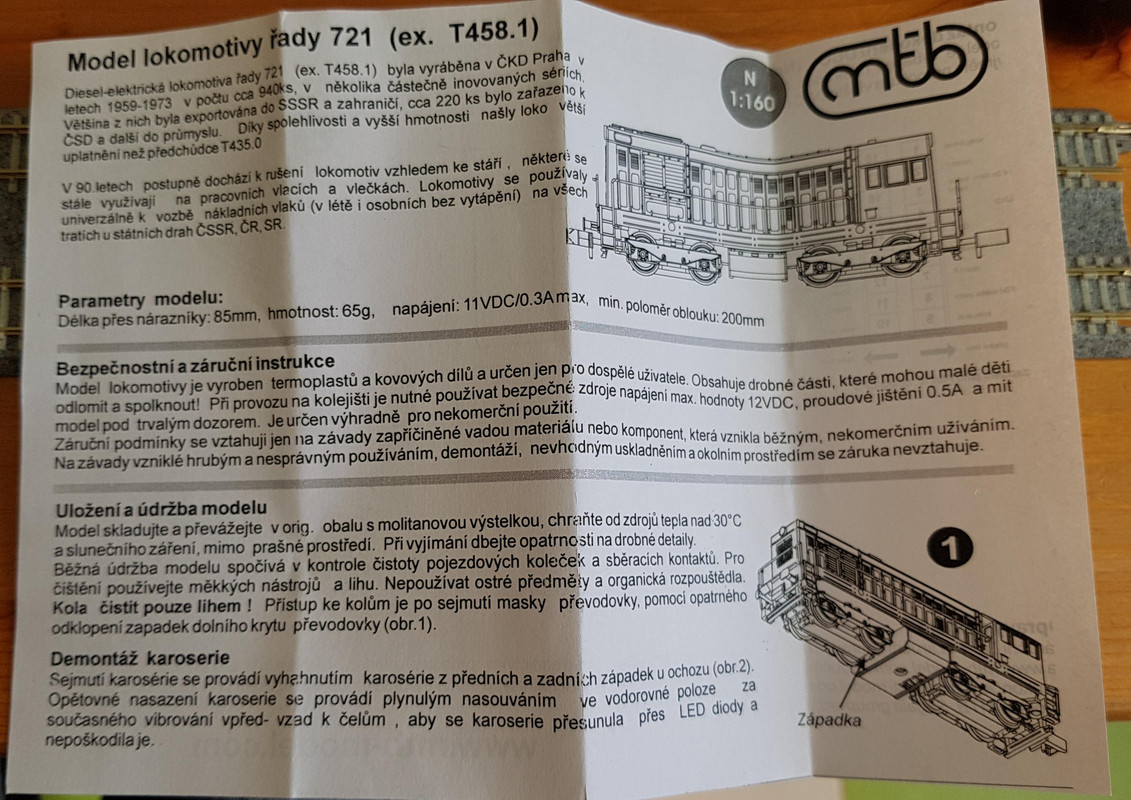 Model lokomotivy řady 721 (ex. T458.1)
mtb
N
1:160
Diesel-elektrická lokomotiva řady 721 (ex. T458.1) byla vyráběna v ČKD Praha v
letech 1959-1973 v počtu cca 940ks, v několika částečně inovovaných sériích.
Většina z nich byla exportována do SSSR a zahraničí, cca 220 ks bylo zařazeno k
ČSD a další do průmyslu. Díky spolehlivosti a vyšší hmotnosti našly loko větší
uplatnění než předchůdce T435.0
V 90.letech postupně dochází k rušení lokomotiv vzhledem ke stáří , některé se
stále využívají na pracovních vlacích a vlečkách. Lokomotivy se používaly
univerzálně k vozbě nákladních vlaků (v létě i osobních bez vytápění) na všech
tratích u státních drah ČSSR, ČR, SR.
Parametry modelu:
Délka přes nárazníky: 85mm, hmotnost: 65g, napájení: 11VDC/0.3Amax, min. poloměr oblouku: 200mm
Bezpečnostní a záruční instrukce
Model lokomotivy je vyroben termoplastů a kovových dílů a určen jen pro dospělé uživatele. Obsahuje drobné části, které mohou malé děti
odlomit a spolknout! Při provozu na kolejišti je nutné používat bezpečné zdroje napájení max. hodnoty 12VDC, proudové jištění 0.5A a mít
model pod trvalým dozorem. Je určen výhradně pro nekomerční použití.
Záruční podmínky se vztahují jen na závady zapříčiněné vadou materiálu nebo komponent, která vznikla běžným, nekomerčním užíváním.
Na závady vzniklé hrubým a nesprávným používáním, demontáží, nevhodným uskladněním a okolním prostředím se záruka nevztahuje.
Uložení a údržba modelu
Model skladujte a převážejte v orig. obalu s molitanovou výstelkou, chraňte od zdrojů tepla nad 30°C
a slunečního záření, mimo prašné prostředí. Při vyjímání dbejte opatrnosti na drobné detaily.
Běžná údržba modelu spočívá v kontrole čistoty pojezdových koleček a sběracích kontaktů. Pro
čištění používejte měkkých nástrojů a lihu. Nepoužívat ostré předměty a organická rozpouštědla.
Kola čistit pouze lihem ! Přístup ke kolům je po sejmutí masky převodovky, pomocí opatrného
odklopení zapadek dolního krytu převodovky (obr.1).
1
Západka
Demontáž karoserie
Sejmutí karosérie se provádí vyhahnutím karosérie z předních a zadních západek u ochozu (obr.2).
Opětovné nasazení karoserie se provádí plynulým nasouváním ve vodorovné poloze za
současného vibrování vpřed- vzad k čelům , aby se karoserie přesunula přes LED diody a
nepoškodila je.